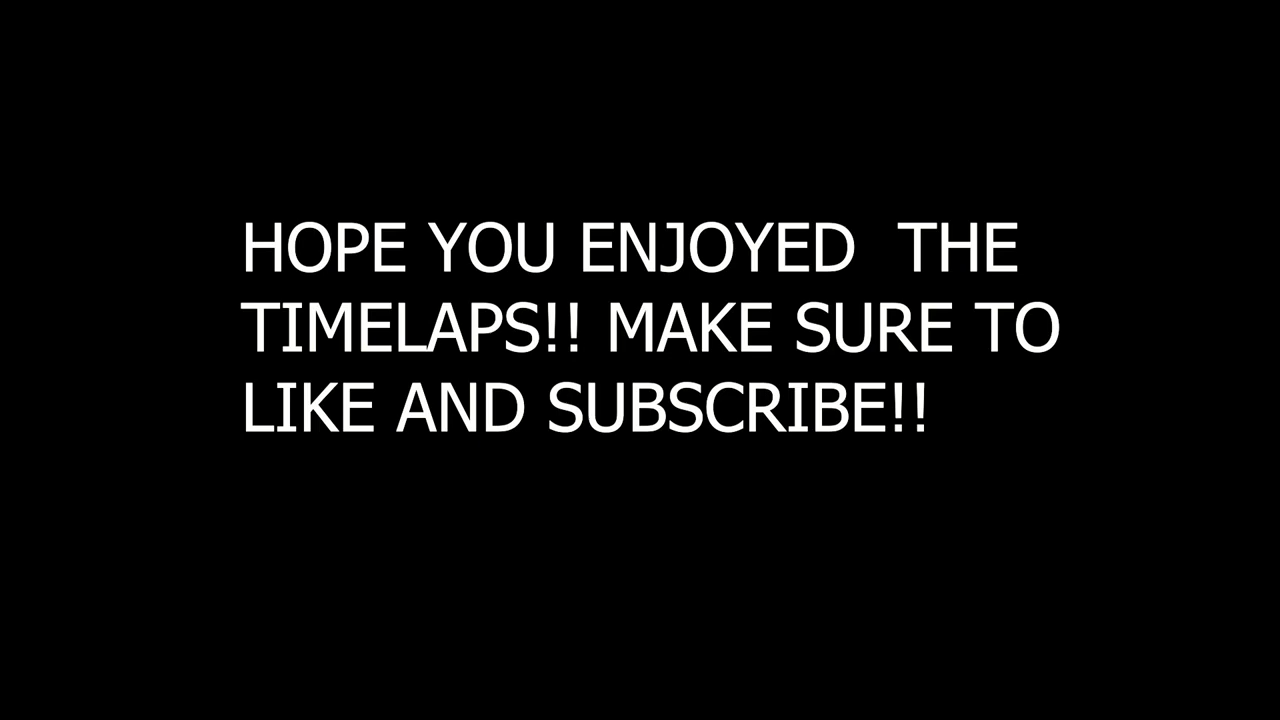 HOPE YOU ENJOYED  THE
TIMELAPS!! MAKE SURE TO
LIKE AND SUBSCRIBE!!